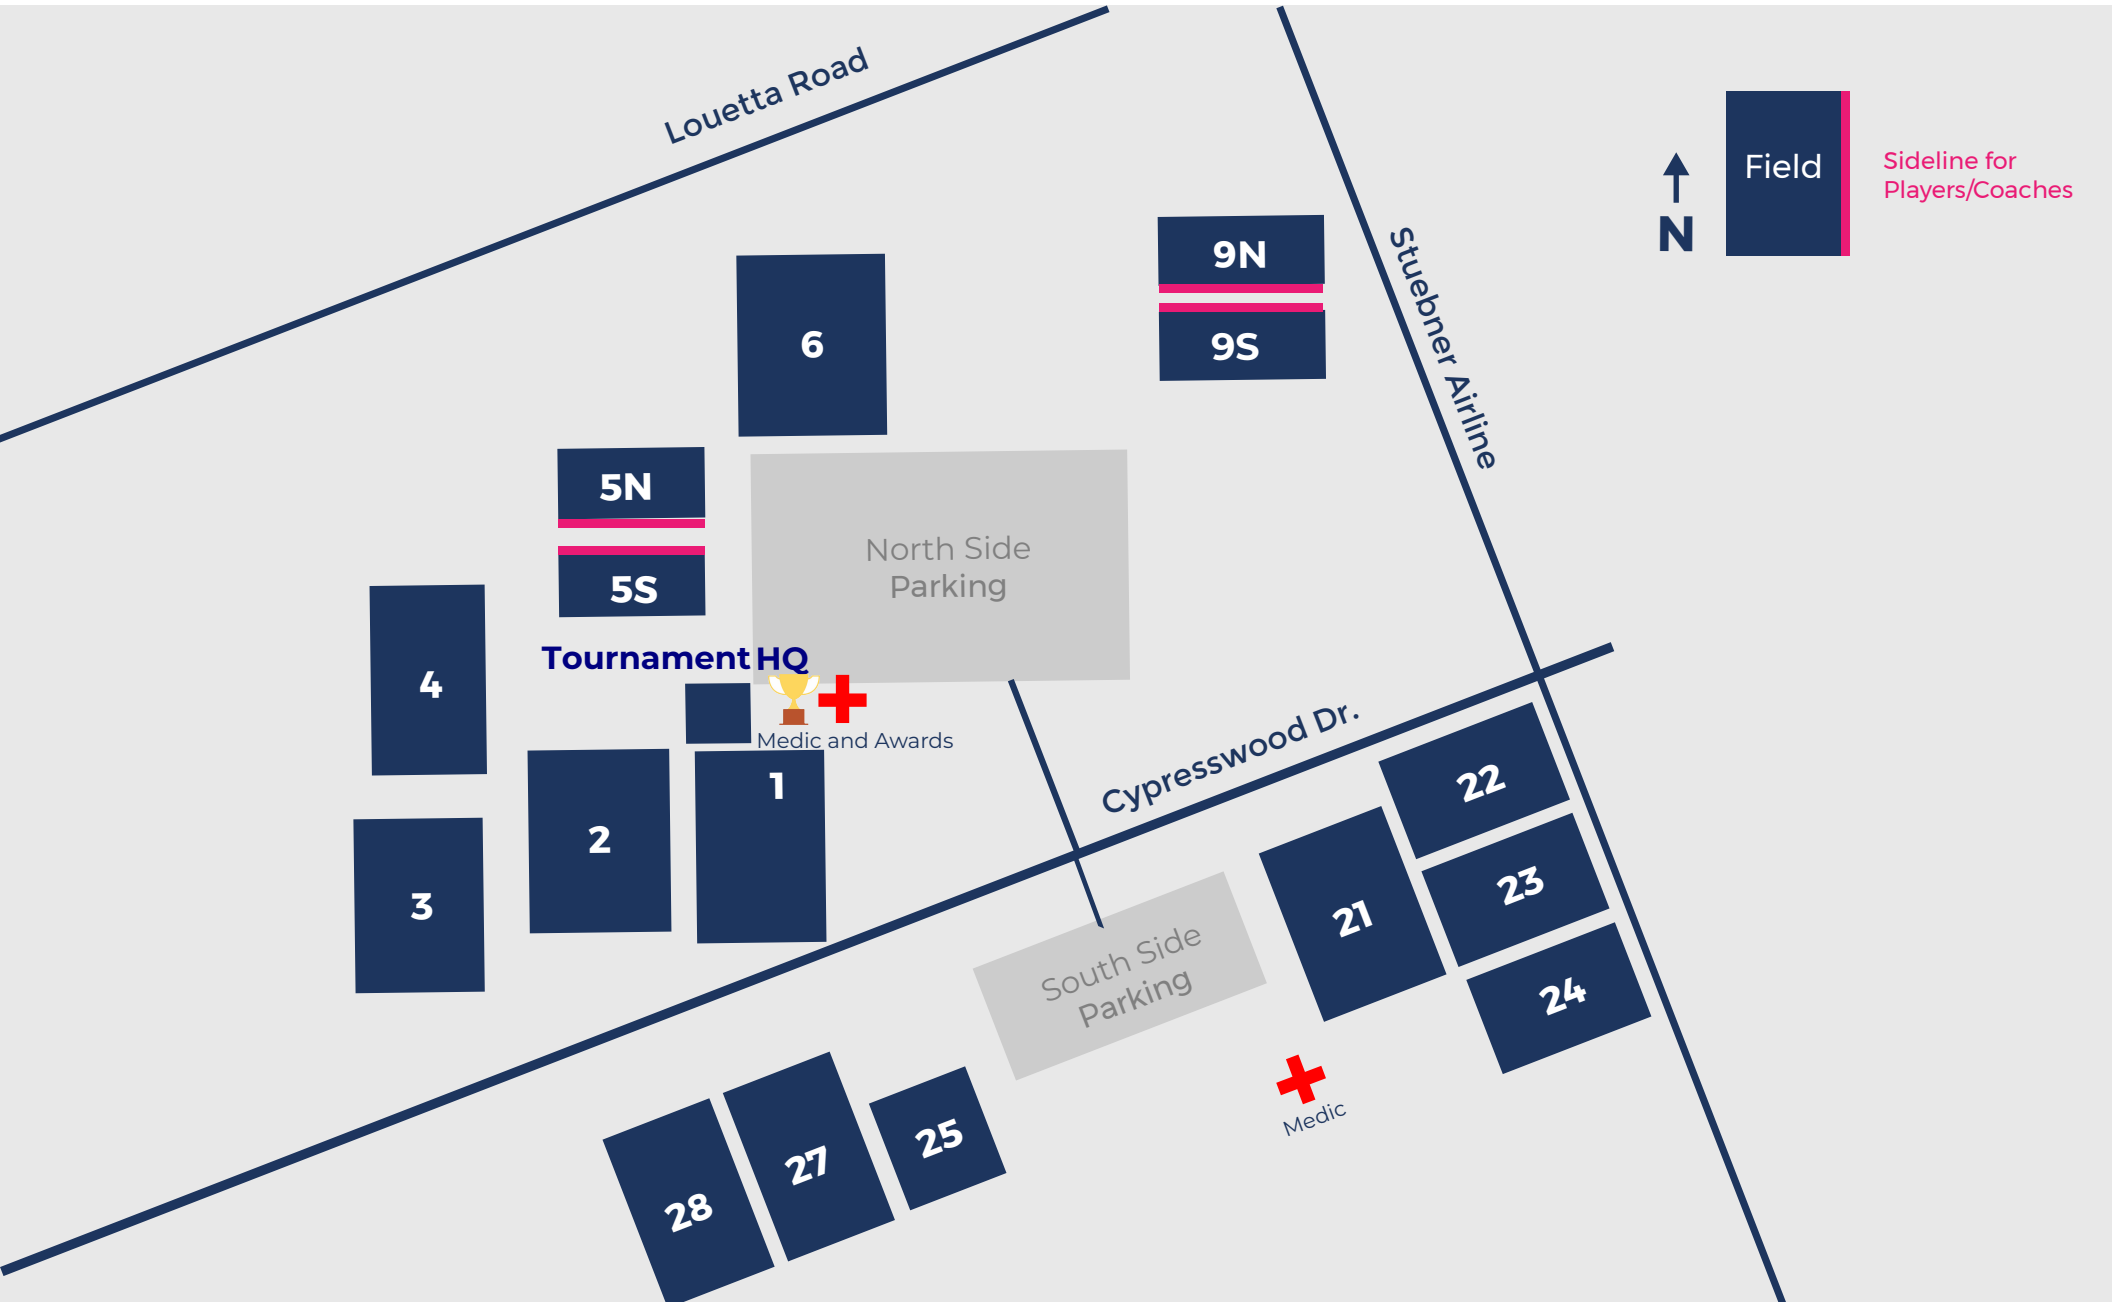 Louetta Road
Stuebner Airline
N
Field
Sideline for
Players/Coaches
9N
9S
6
5N
5S
North Side
Parking
4
Tournament HQ
Medic and Awards
1
2
3
Cypresswood Dr.
22
23
21
24
South Side
Parking
Medic
25
27
28